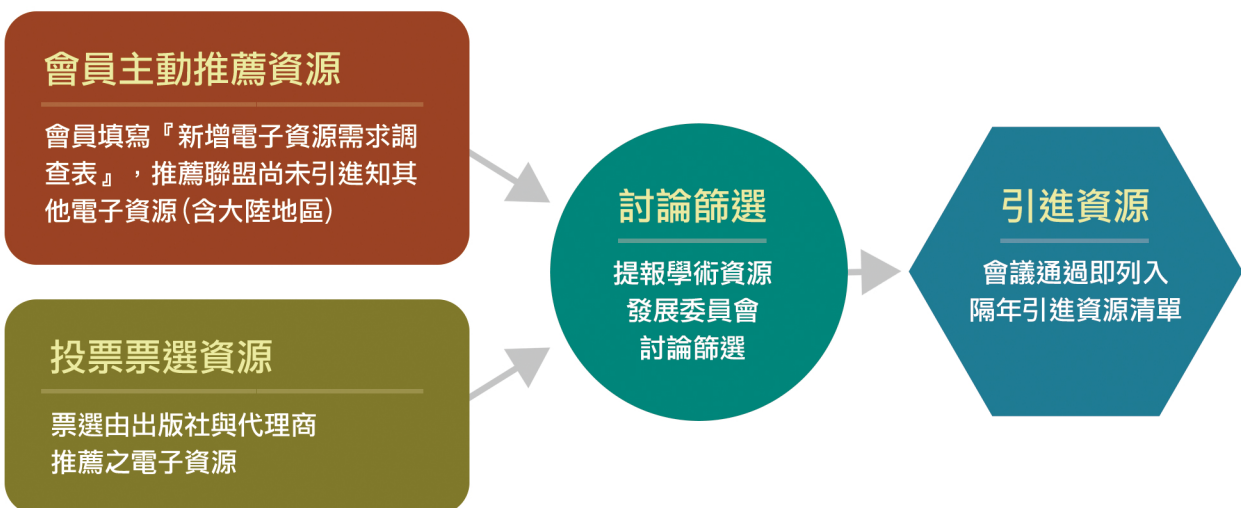 會員主動推薦資源
會員填寫『新增電子資源需求調
查表』，推薦聯盟尚未引進知其
他電子資源(含大陸地區)
投票票選資源
票選由出版社與代理商
推薦之電子資源
討論篩選
提報學術資源
發展委員會
討論篩選
引進資源
會議通過即列入
隔年引進資源清單